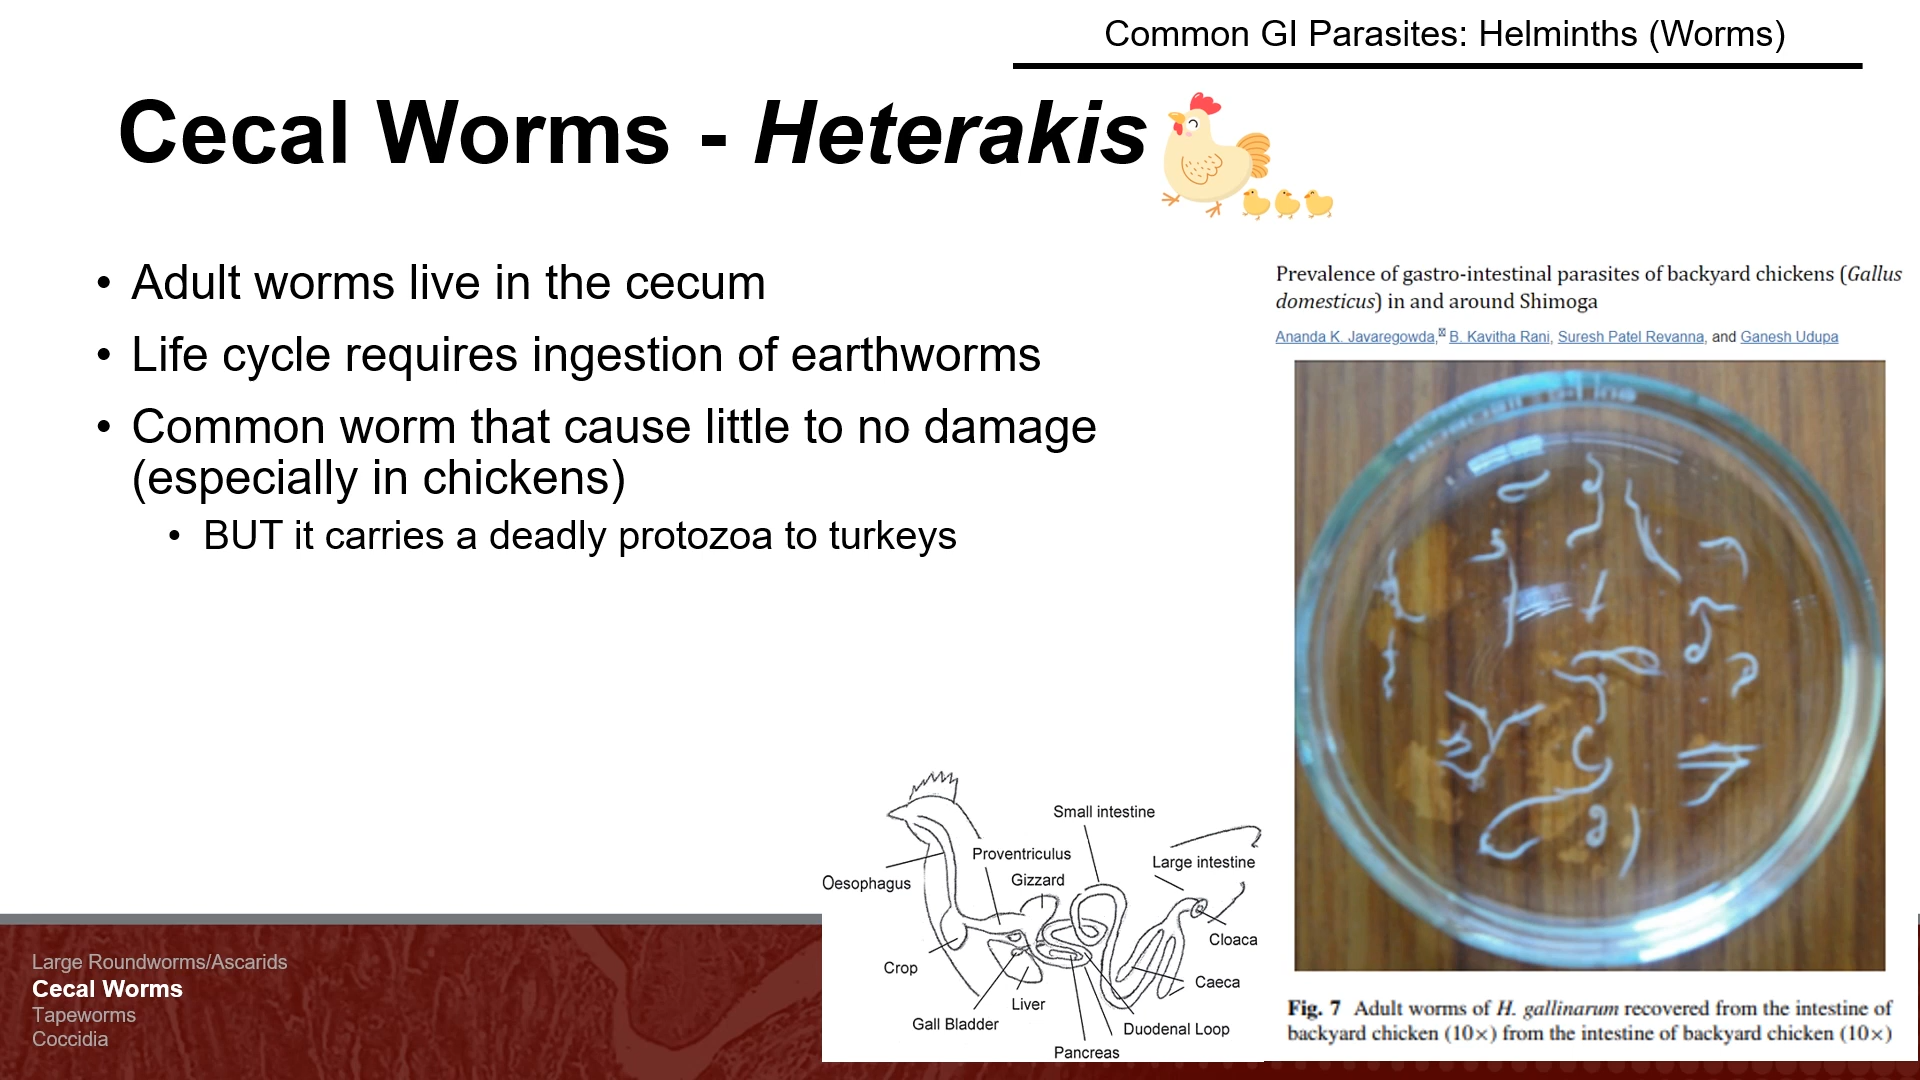 Common GI Parasites: Helminths (Worms)
Cecal Worms - Heterakis
• Adult worms live in the cecum
• Life cycle requires ingestion of earthworms
• Common worm that cause little to no damage
(especially in chickens)
• BUT it carries a deadly protozoa to turkeys
Prevalence of gastro-intestinal parasites of backyard chickens (Gallus
domesticus) in and around Shimoga
Ananda K. Javaregowda, B. Kavitha Rani, Suresh Patel Revanna, and Ganesh Udupa
Small intestine
Proventriculus
Large intestine
Oesophagus
Gizzard
Cloaca
Crop
Caeca
Liver
Gall Bladder
Duodenal Loop
Pancreas
Fig. 7 Adult worms of H. gallinarum recovered from the intestine of
backyard chicken (10×) from the intestine of backyard chicken (10×)
Large Roundworms/Ascarids
Cecal Worms
Tapeworms
Coccidia